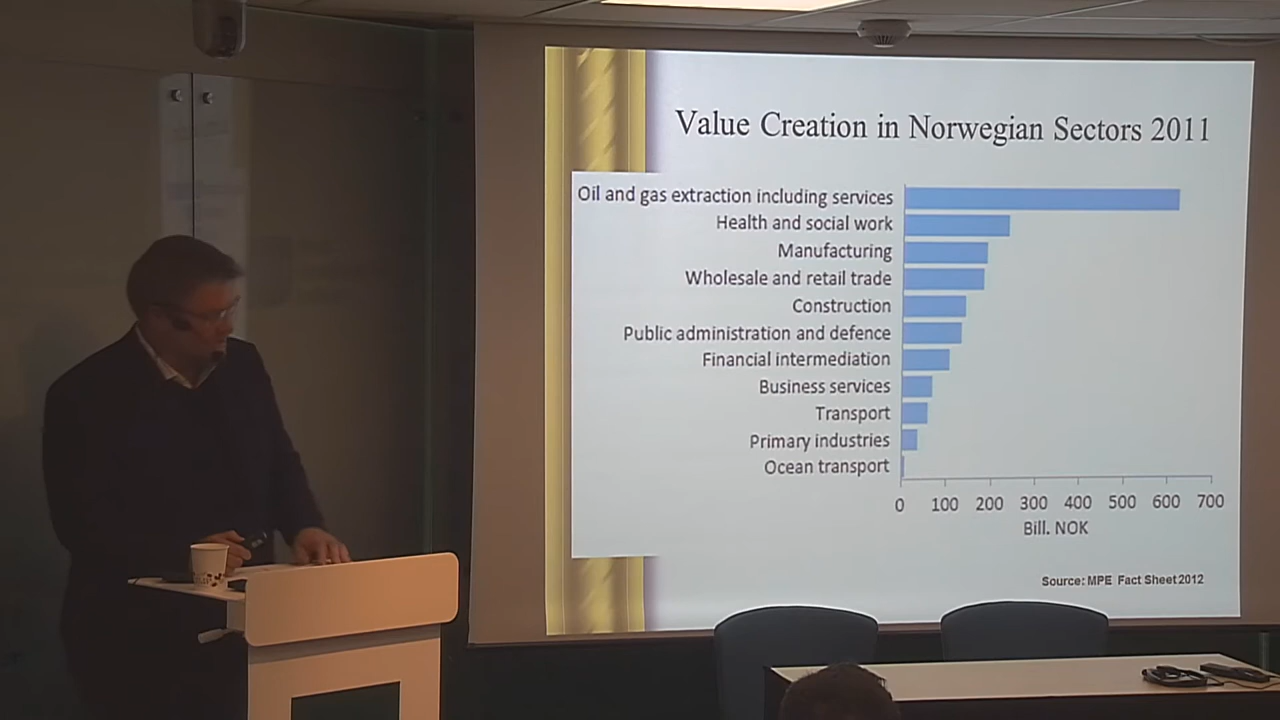 Value Creation in Norwegian Sectors 2011
Oil and gas extraction including services
Health and social work
Manufacturing
Wholesale and retail trade
Construction
Public administration and defence
Financial intermediation
Business services
Transport
Primary industries
Ocean transport
0 100 200 300 400 500 600 700
Bill. NOK
Source: MPE Fact Sheet 2012